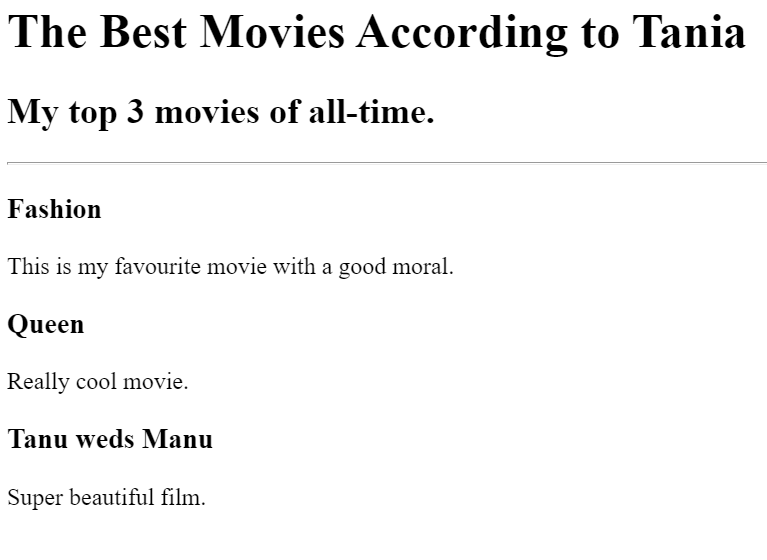 The Best Movies According to Tania
My top 3 movies of all-time.
Fashion
This is my favourite movie with a good moral.
Queen
Really cool movie.
Tanu weds Manu
Super beautiful film.